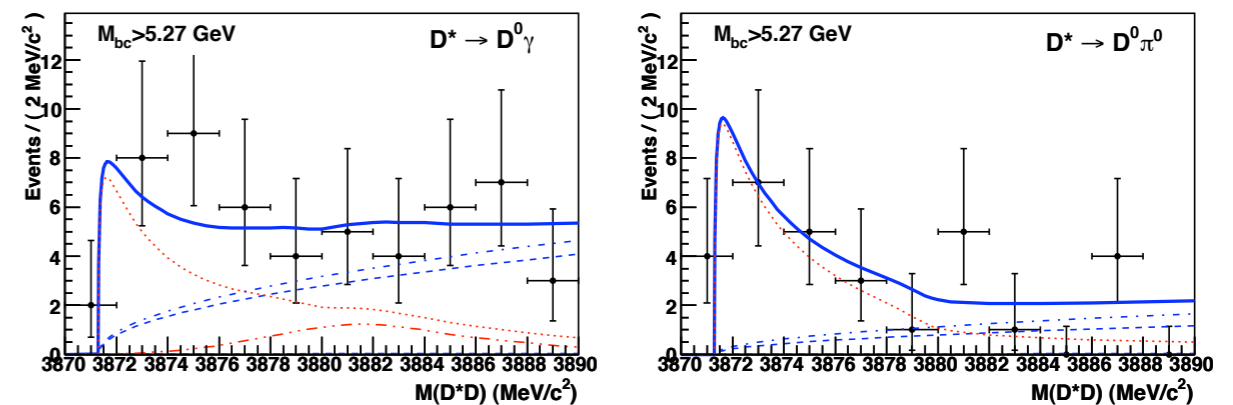 M_bc>5.27 GeV
D* → D⁰γ
Events / ( 2 MeV/c² )
12
10
8
6
4
2
0
3870 3872 3874 3876 3878 3880 3882 3884 3886 3888 3890
M(D*D) (MeV/c²)
M_bc>5.27 GeV
D* → D⁰π⁰
Events / ( 2 MeV/c² )
12
10
8
6
4
2
0
3870 3872 3874 3876 3878 3880 3882 3884 3886 3888 3890
M(D*D) (MeV/c²)